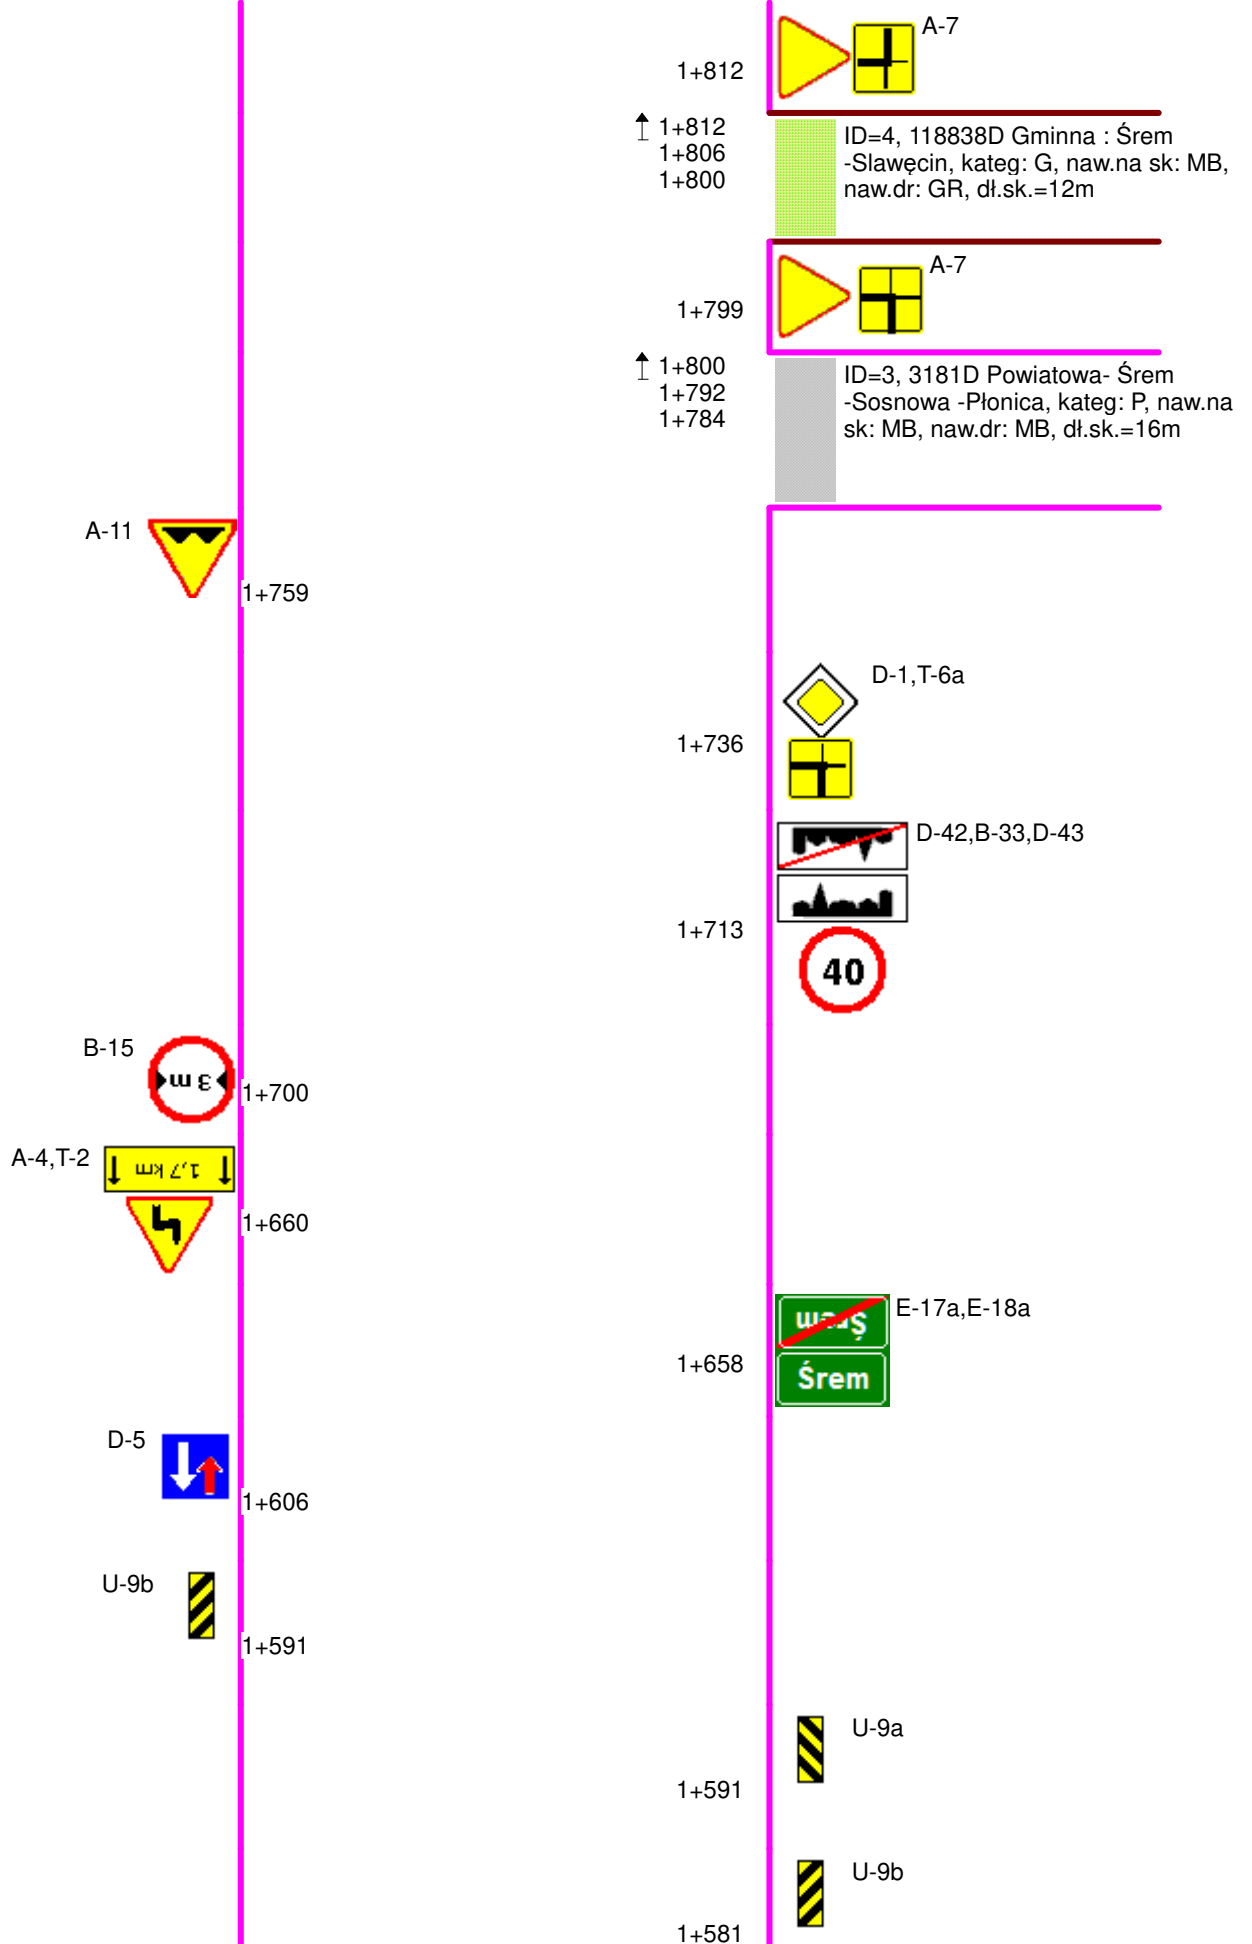 A-7
1+812
1+812
1+806
1+800
ID=4, 118838D Gminna : Śrem
-Slawęcin, kateg: G, naw.na sk: MB,
naw.dr: GR, dł.sk.=12m
A-7
1+799
1+800
1+792
1+784
ID=3, 3181D Powiatowa- Śrem
-Sosnowa -Płonica, kateg: P, naw.na
sk: MB, naw.dr: MB, dł.sk.=16m
A-11
1+759
D-1,T-6a
1+736
D-42,B-33,D-43
1+713
40
B-15
3 m
1+700
A-4,T-2
1,7 km
1+660
E-17a,E-18a
Śrem
1+658
Śrem
D-5
1+606
U-9b
1+591
U-9a
1+591
U-9b
1+581